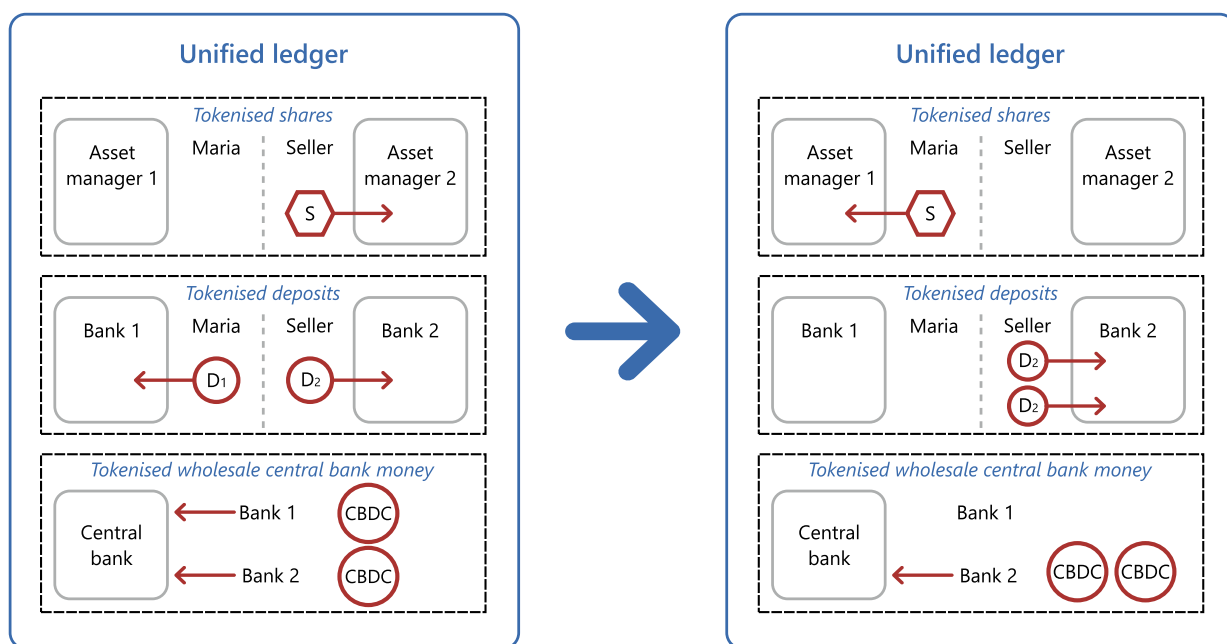 Unified ledger
Tokenised shares
Asset manager 1
Maria
Seller
Asset manager 2
S
Tokenised deposits
Bank 1
Maria
Seller
Bank 2
D1
D2
Tokenised wholesale central bank money
Central bank
Bank 1
CBDC
Bank 2
CBDC
Unified ledger
Tokenised shares
Asset manager 1
Maria
Seller
Asset manager 2
S
Tokenised deposits
Bank 1
Maria
Seller
Bank 2
D2
D2
Tokenised wholesale central bank money
Central bank
Bank 1
Bank 2
CBDC
CBDC